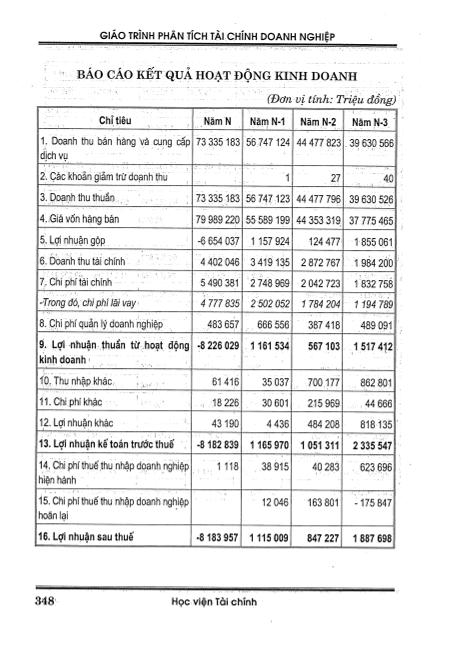 GIÁO TRÌNH PHÂN TÍCH TÀI CHÍNH DOANH NGHIỆP
BÁO CÁO KẾT QUẢ HOẠT ĐỘNG KINH DOANH
(Đơn vị tính: Triệu đồng)
Chỉ tiêu Năm N Năm N-1 Năm N-2 Năm N-3
1. Doanh thu bán hàng và cung cấp 73 335 183 56 747 124 44 477 823 39 630 566
dịch vụ
2. Các khoản giảm trừ doanh thu 1 27 40
3. Doanh thu thuần 73 335 183 56 747 123 44 477 796 39 630 526
4. Giá vốn hàng bán 79 989 220 55 589 199 44 353 319 37 775 465
5. Lợi nhuận gộp -6 654 037 1 157 924 124 477 1 855 061
6. Doanh thu tài chính 4 402 046 3 419 135 2 872 767 1 984 200
7. Chi phí tài chính 5 490 381 2 748 969 2 042 723 1 832 758
-Trong đó, chi phí lãi vay 4 777 835 2 502 052 1 784 204 1 194 789
8. Chi phí quản lý doanh nghiệp 483 657 666 556 387 418 489 091
9. Lợi nhuận thuần từ hoạt động -8 226 029 1 161 534 567 103 1 517 412
kinh doanh
10. Thu nhập khác 61 416 35 037 700 177 862 801
11. Chi phí khác 18 226 30 601 215 969 44 666
12. Lợi nhuận khác 43 190 4 436 484 208 818 135
13. Lợi nhuận kế toán trước thuế -8 182 839 1 165 970 1 051 311 2 335 547
14. Chi phí thuế thu nhập doanh nghiệp 1 118 38 915 40 283 623 696
hiện hành
15. Chi phí thuế thu nhập doanh nghiệp 12 046 163 801 - 175 847
hoãn lại
16. Lợi nhuận sau thuế -8 183 957 1 115 009 847 227 1 887 698
348 Học viện Tài chính